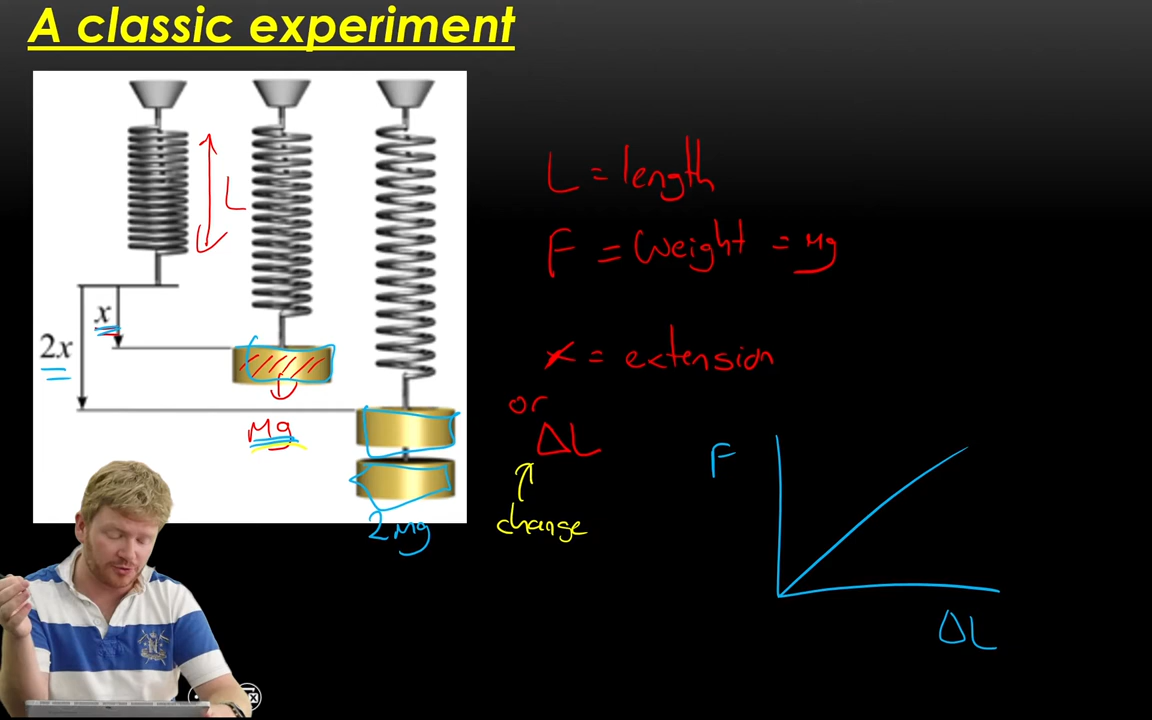 A classic experiment
L
x
2x
Mg
2Mg
L = length
F = Weight = Mg
x = extension
or
ΔL
change
F
ΔL